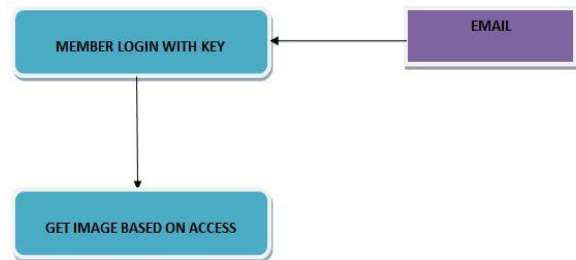 MEMBER LOGIN WITH KEY
EMAIL
GET IMAGE BASED ON ACCESS